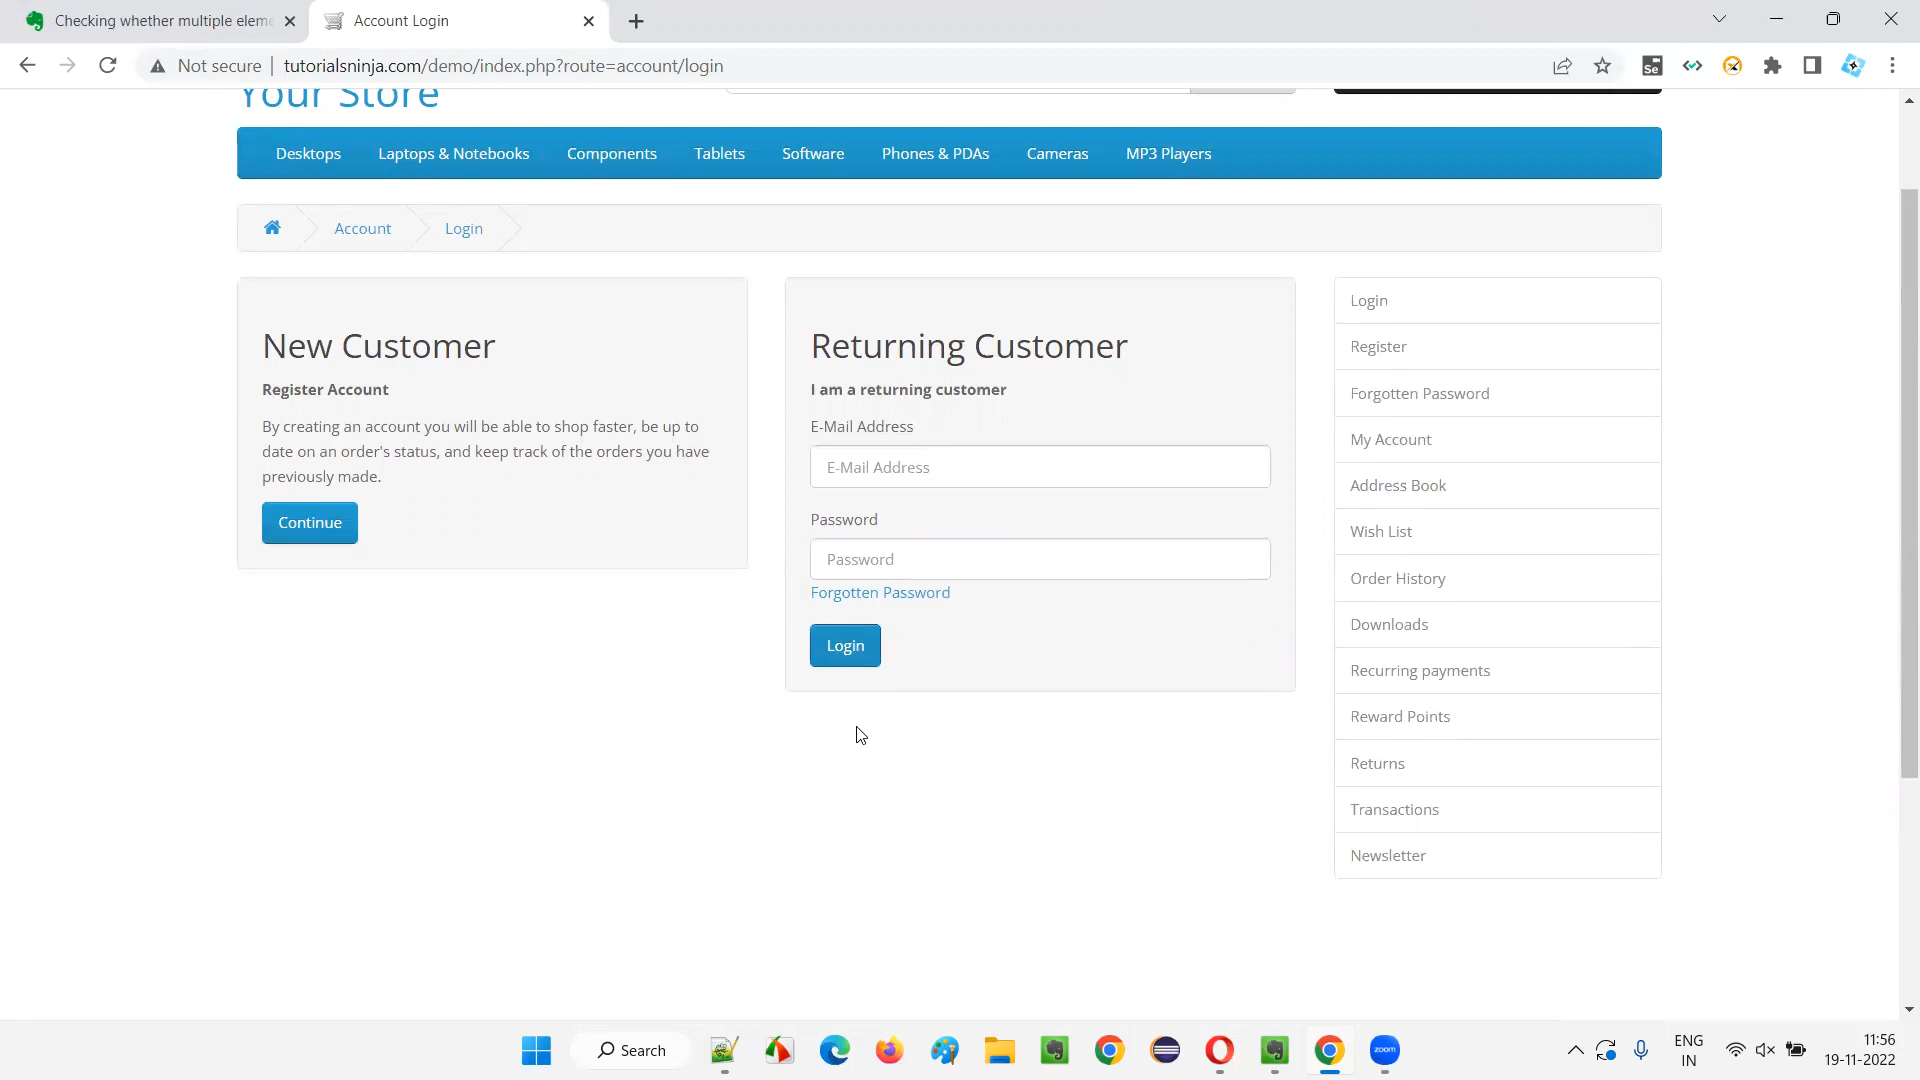 Checking whether multiple eleme
Account Login
Not secure
tutorialsninja.com/demo/index.php?route=account/login
Your Store
Desktops
Laptops & Notebooks
Components
Tablets
Software
Phones & PDAs
Cameras
MP3 Players
Account
Login
New Customer
Register Account
By creating an account you will be able to shop faster, be up to
date on an order's status, and keep track of the orders you have
previously made.
Continue
Returning Customer
I am a returning customer
E-Mail Address
E-Mail Address
Password
Password
Forgotten Password
Login
Login
Register
Forgotten Password
My Account
Address Book
Wish List
Order History
Downloads
Recurring payments
Reward Points
Returns
Transactions
Newsletter
Search
Se
zoom
ENG
IN
11:56
19-11-2022